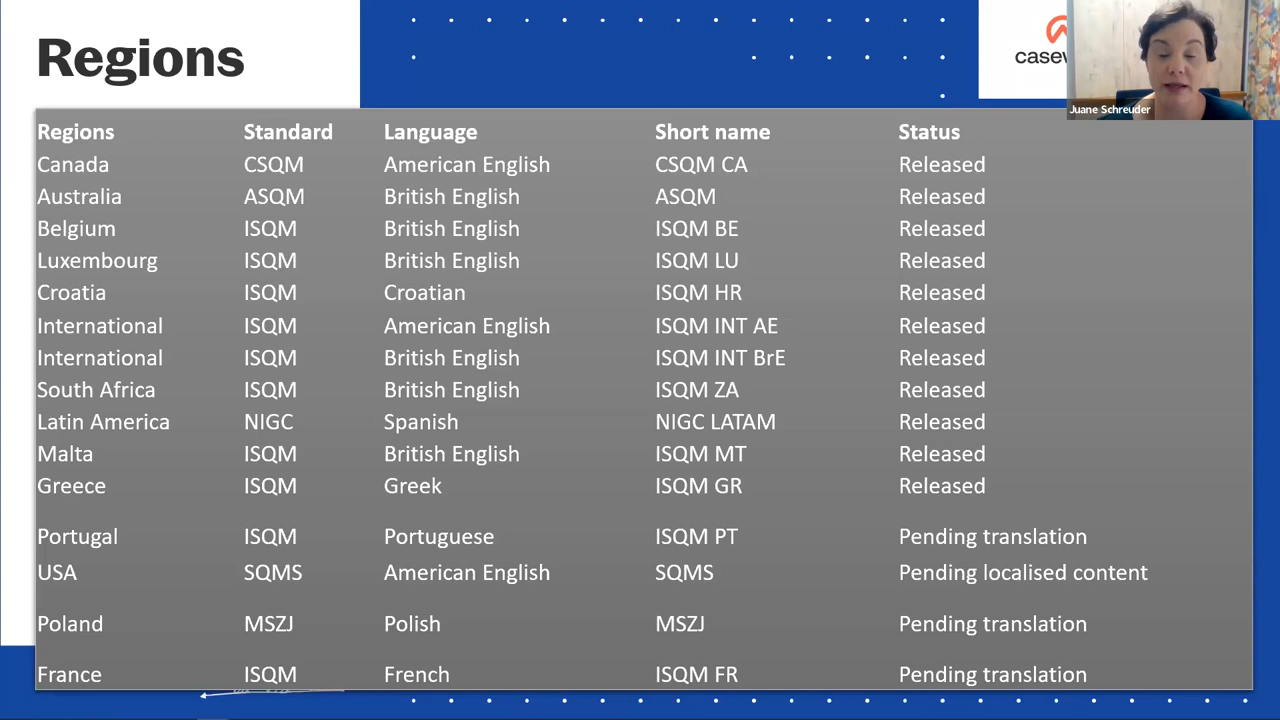 Regions
Juane Schreuder
Regions Standard Language Short name Status
Canada CSQM American English CSQM CA Released
Australia ASQM British English ASQM Released
Belgium ISQM British English ISQM BE Released
Luxembourg ISQM British English ISQM LU Released
Croatia ISQM Croatian ISQM HR Released
International ISQM American English ISQM INT AE Released
International ISQM British English ISQM INT BrE Released
South Africa ISQM British English ISQM ZA Released
Latin America NIGC Spanish NIGC LATAM Released
Malta ISQM British English ISQM MT Released
Greece ISQM Greek ISQM GR Released
Portugal ISQM Portuguese ISQM PT Pending translation
USA SQMS American English SQMS Pending localised content
Poland MSZJ Polish MSZJ Pending translation
France ISQM French ISQM FR Pending translation